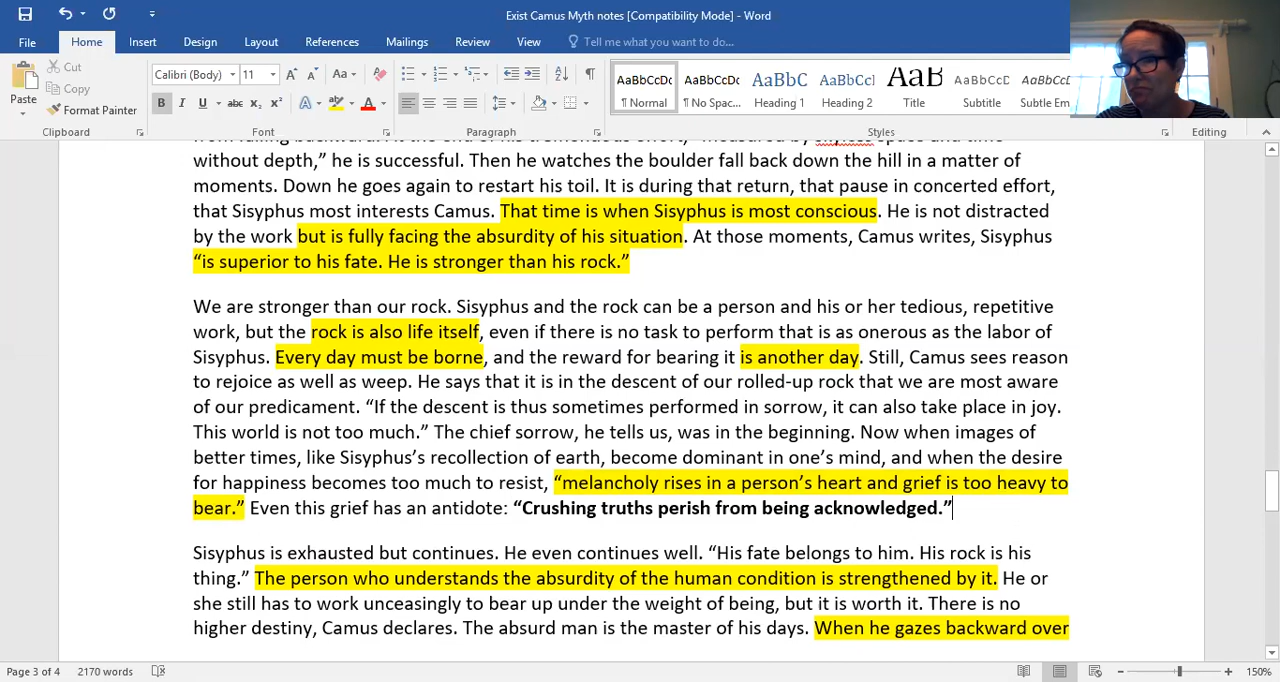 Exist Camus Myth notes [Compatibility Mode] - Word
File Home Insert Design Layout References Mailings Review View Tell me what you want to do...
Cut
Copy
Format Painter
Paste
Calibri (Body) 11
AaBbCcDc AaBbCcDc AaBbC AaBbCcC AaB AaBbCcD AaBbCcDc
¶ Normal ¶ No Spac... Heading 1 Heading 2 Title Subtitle Subtle Em
Clipboard Font Paragraph Styles Editing
without depth,” he is successful. Then he watches the boulder fall back down the hill in a matter of
moments. Down he goes again to restart his toil. It is during that return, that pause in concerted effort,
that Sisyphus most interests Camus. That time is when Sisyphus is most conscious. He is not distracted
by the work but is fully facing the absurdity of his situation. At those moments, Camus writes, Sisyphus
“is superior to his fate. He is stronger than his rock.”
We are stronger than our rock. Sisyphus and the rock can be a person and his or her tedious, repetitive
work, but the rock is also life itself, even if there is no task to perform that is as onerous as the labor of
Sisyphus. Every day must be borne, and the reward for bearing it is another day. Still, Camus sees reason
to rejoice as well as weep. He says that it is in the descent of our rolled-up rock that we are most aware
of our predicament. “If the descent is thus sometimes performed in sorrow, it can also take place in joy.
This world is not too much.” The chief sorrow, he tells us, was in the beginning. Now when images of
better times, like Sisyphus’s recollection of earth, become dominant in one’s mind, and when the desire
for happiness becomes too much to resist, “melancholy rises in a person’s heart and grief is too heavy to
bear.” Even this grief has an antidote: “Crushing truths perish from being acknowledged.”
Sisyphus is exhausted but continues. He even continues well. “His fate belongs to him. His rock is his
thing.” The person who understands the absurdity of the human condition is strengthened by it. He or
she still has to work unceasingly to bear up under the weight of being, but it is worth it. There is no
higher destiny, Camus declares. The absurd man is the master of his days. When he gazes backward over
Page 3 of 4 2170 words 150%